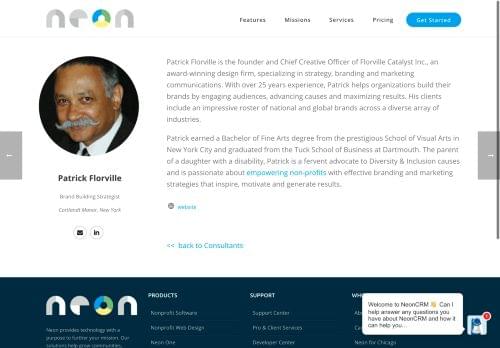 neon
Features
Missions
Services
Pricing
Get Started
Patrick Florville is the founder and Chief Creative Officer of Florville Catalyst Inc., an
award-winning design firm, specializing in strategy, branding and marketing
communications. With over 25 years experience, Patrick helps organizations build their
brands by engaging audiences, advancing causes and maximizing results. His clients
include an impressive roster of national and global brands across a diverse array of
industries.
Patrick earned a Bachelor of Fine Arts degree from the prestigious School of Visual Arts in
New York City and graduated from the Tuck School of Business at Dartmouth. The parent
of a daughter with a disability, Patrick is a fervent advocate to Diversity & Inclusion causes
and is passionate about empowering non-profits with effective branding and marketing
strategies that inspire, motivate and generate results.
website
<< back to Consultants
Patrick Florville
Brand Building Strategist
Cortlandt Manor, New York
neon
Neon provides technology with a
purpose to further your mission. Our
solutions help grow communities,
PRODUCTS
Nonprofit Software
Nonprofit Web Design
Neon One
SUPPORT
Support Center
Pro & Client Services
Developer Center
Neon for Chicago
Welcome to NeonCRM 👋 Can I
help answer any questions you
have about NeonCRM and how it
can help you...
1